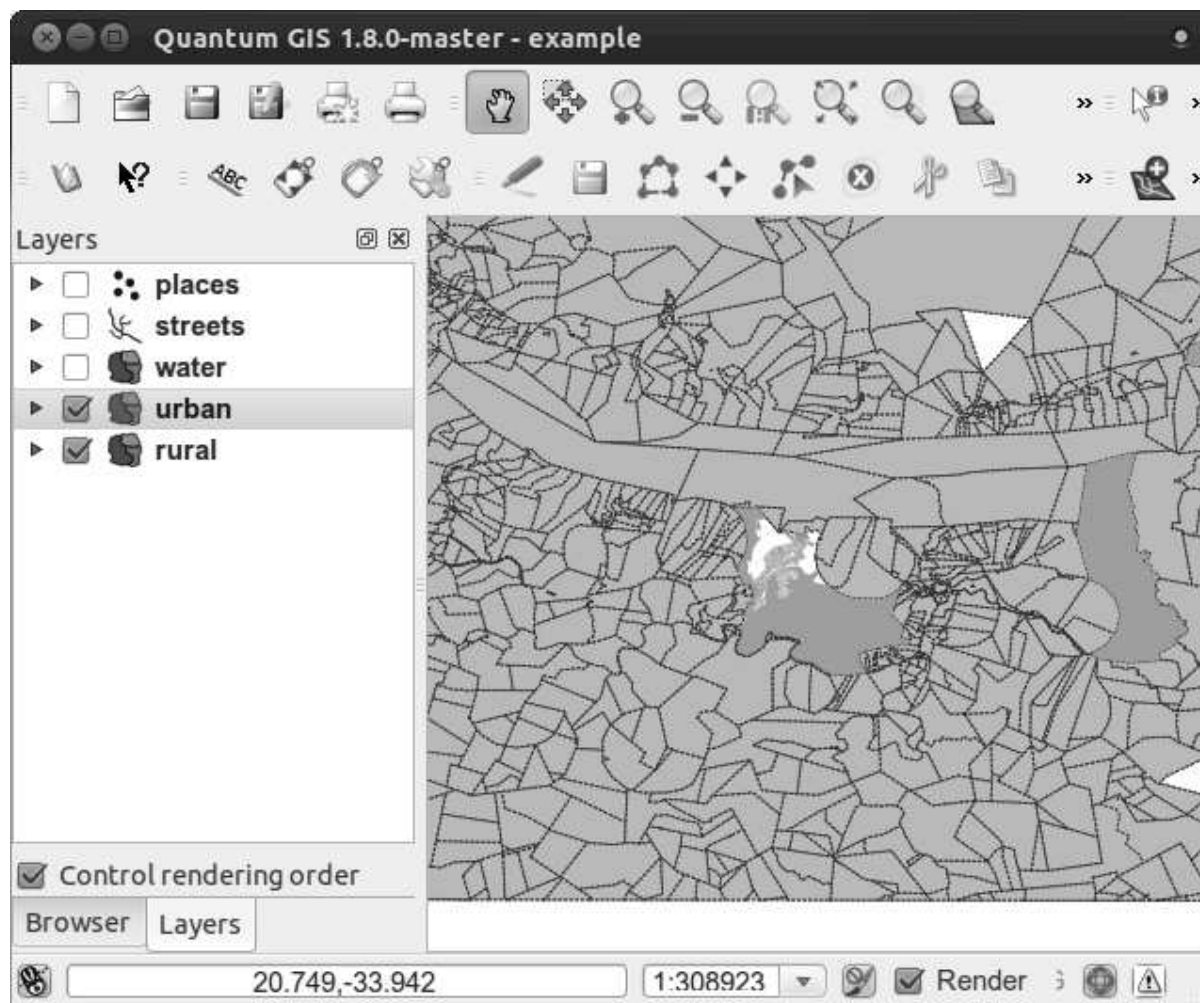 Quantum GIS 1.8.0-master - example
ABC
Layers
places
streets
water
urban
rural
Control rendering order
Browser
Layers
20.749,-33.942
1:308923
Render